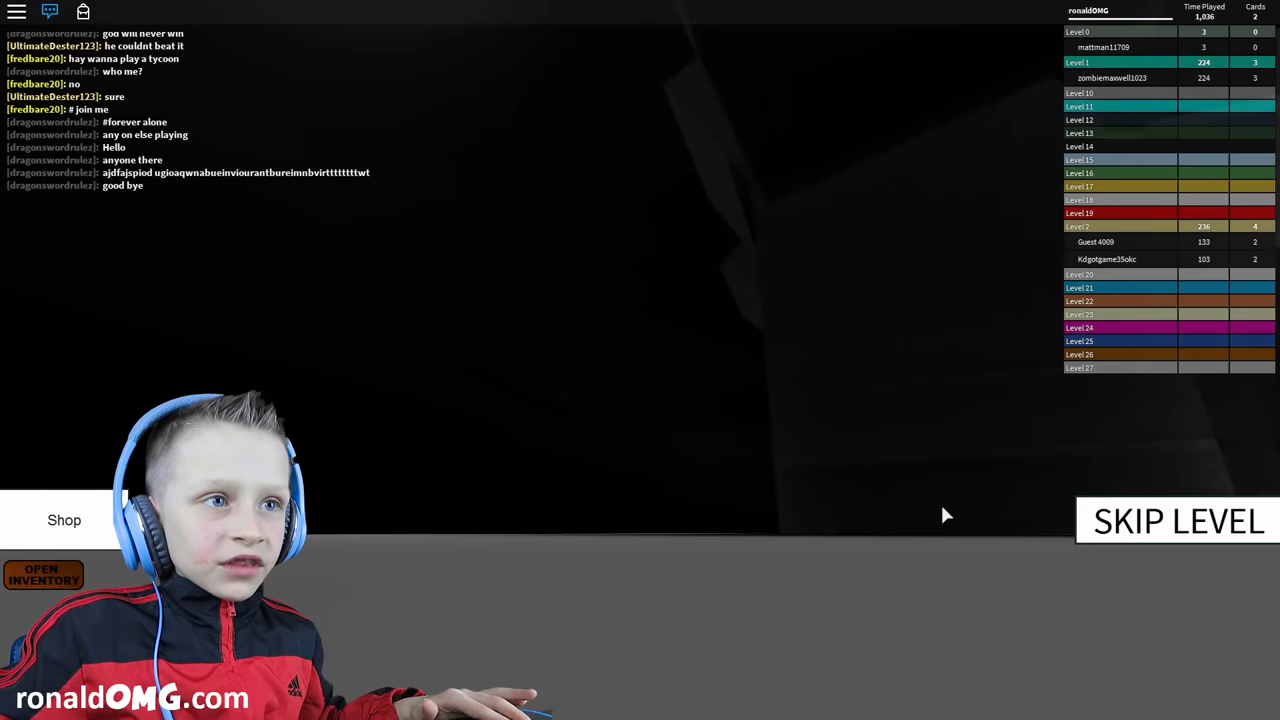 [dragonswordrulez]: god will never win
[UltimateDester123]: he couldnt beat it
[fredbare20]: hay wanna play a tycoon
[dragonswordrulez]: who me?
[fredbare20]: no
[UltimateDester123]: sure
[fredbare20]: # join me
[dragonswordrulez]: #forever alone
[dragonswordrulez]: any on else playing
[dragonswordrulez]: Hello
[dragonswordrulez]: anyone there
[dragonswordrulez]: ajdfajspiod ugioaqwnabueinviourantbureimnbvirttttttttwt
[dragonswordrulez]: good bye
ronaldOMG Time Played Cards
1,036 2
Level 0 3 0
mattman11709 3 0
Level 1 224 3
zombiemaxwell1023 224 3
Level 10
Level 11
Level 12
Level 13
Level 14
Level 15
Level 16
Level 17
Level 18
Level 19
Level 2 236 4
Guest 4009 133 2
Kdgotgame35okc 103 2
Level 20
Level 21
Level 22
Level 23
Level 24
Level 25
Level 26
Level 27
Shop
OPEN
INVENTORY
SKIP LEVEL
adidas
ronaldOMG.com